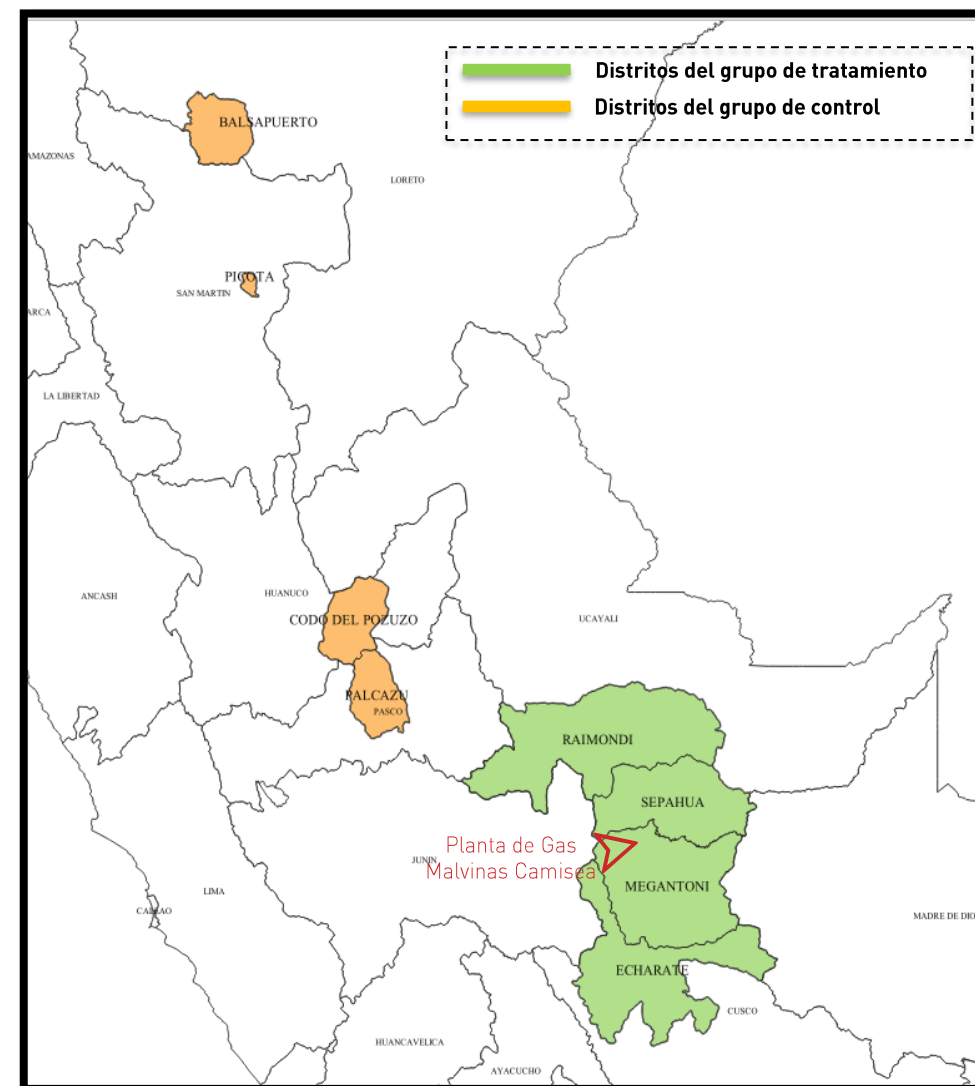 Distritos del grupo de tratamiento
Distritos del grupo de control
BALSAPUERTO
AMAZONAS
LORETO
PICOTA
SAN MARTIN
ARCA
LA LIBERTAD
HUANUCO
ANCASH
CODO DEL POZUZO
UCAYALI
PALCAZU
PASCO
RAIMONDI
SEPAHUA
Planta de Gas
Malvinas Camisea
JUNIN
MEGANTONI
LIMA
CALLAO
MADRE DE DIO
ECHARATE
CUSCO
HUANCAVELICA
AYACUCHO